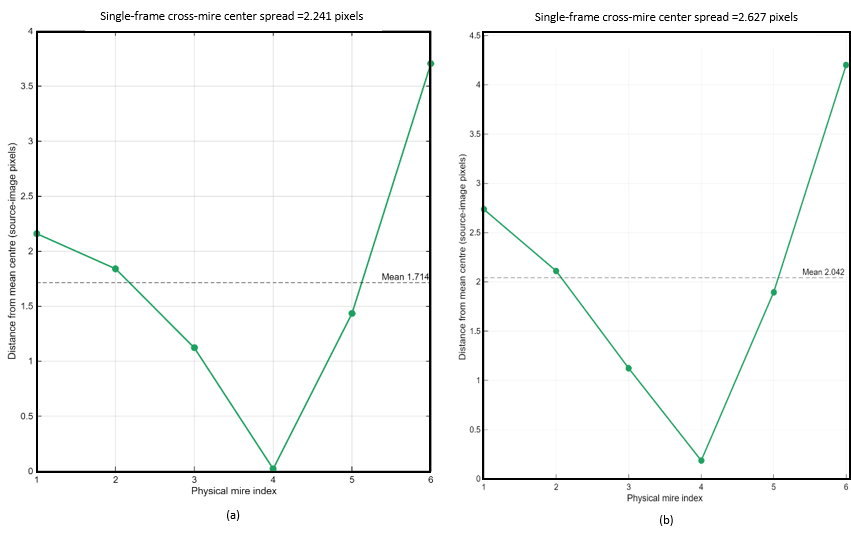 Single-frame cross-mire center spread =2.241 pixels
4
3.5
3
2.5
2
1.5
1
0.5
0
Distance from mean centre (source-image pixels)
Mean 1.714
1 2 3 4 5 6
Physical mire index
(a)
Single-frame cross-mire center spread =2.627 pixels
4.5
4
3.5
3
2.5
2
1.5
1
0.5
0
Distance from mean centre (source-image pixels)
Mean 2.042
1 2 3 4 5 6
Physical mire index
(b)